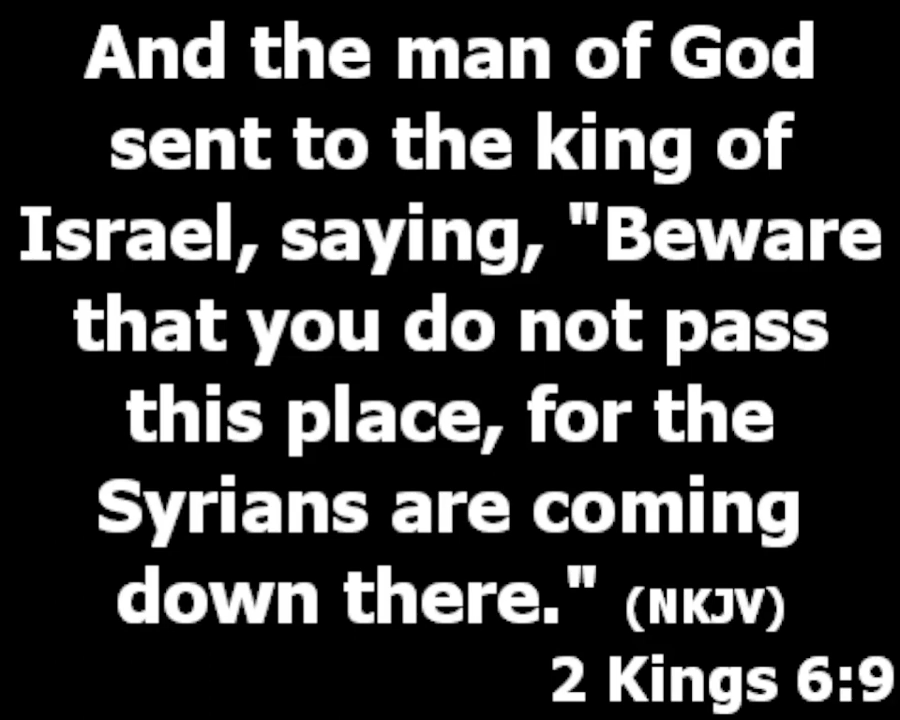 And the man of God
sent to the king of
Israel, saying, "Beware
that you do not pass
this place, for the
Syrians are coming
down there." (NKJV)
2 Kings 6:9